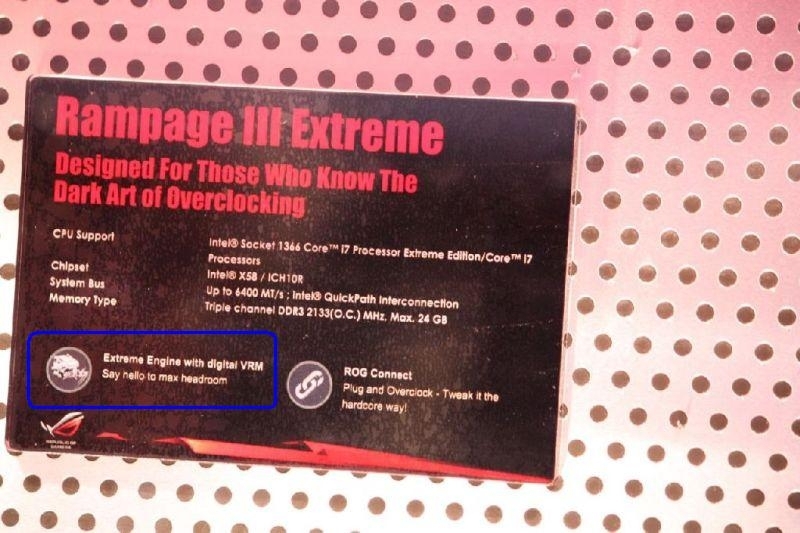 Rampage III Extreme
Designed For Those Who Know The
Dark Art of Overclocking
CPU Support
Intel® Socket 1366 Core™ i7 Processor Extreme Edition/Core™ i7
Processors
Chipset
Intel® X58 / ICH10R
System Bus
Up to 6400 MT/s ; Intel® QuickPath Interconnection
Memory Type
Triple channel DDR3 2133(O.C.) MHz, Max. 24 GB
Extreme Engine with digital VRM
Say hello to max headroom
ROG Connect
Plug and Overclock - Tweak it the
hardcore way!
REPUBLIC OF
GAMERS